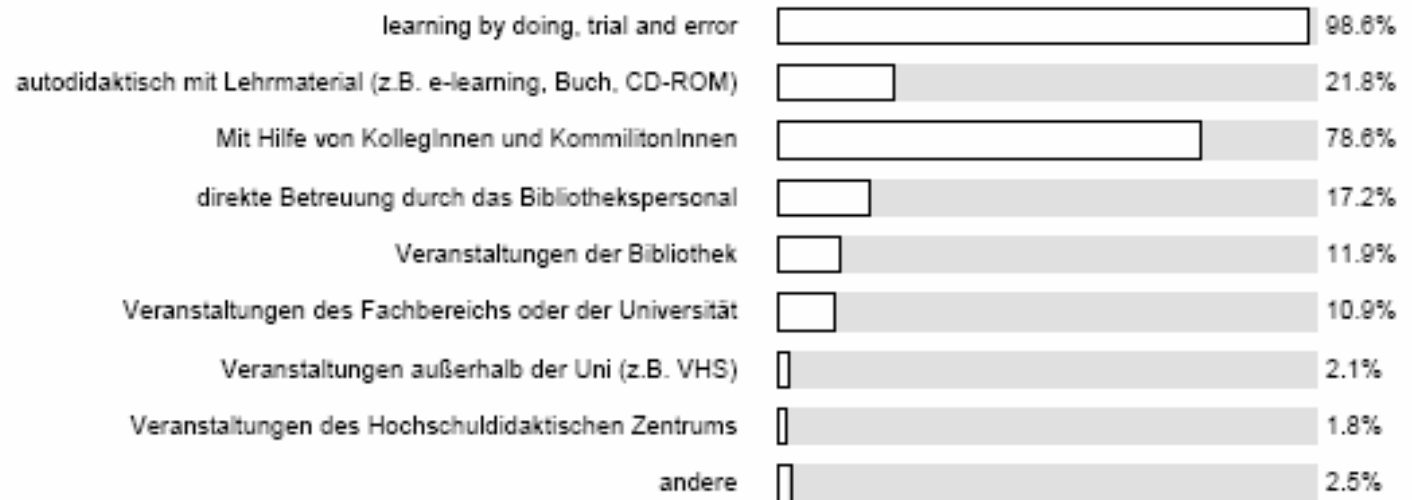 learning by doing, trial and error 98.6%
autodidaktisch mit Lehrmaterial (z.B. e-learning, Buch, CD-ROM) 21.8%
Mit Hilfe von KollegInnen und KommilitonInnen 78.6%
direkte Betreuung durch das Bibliothekspersonal 17.2%
Veranstaltungen der Bibliothek 11.9%
Veranstaltungen des Fachbereichs oder der Universität 10.9%
Veranstaltungen außerhalb der Uni (z.B. VHS) 2.1%
Veranstaltungen des Hochschuldidaktischen Zentrums 1.8%
andere 2.5%